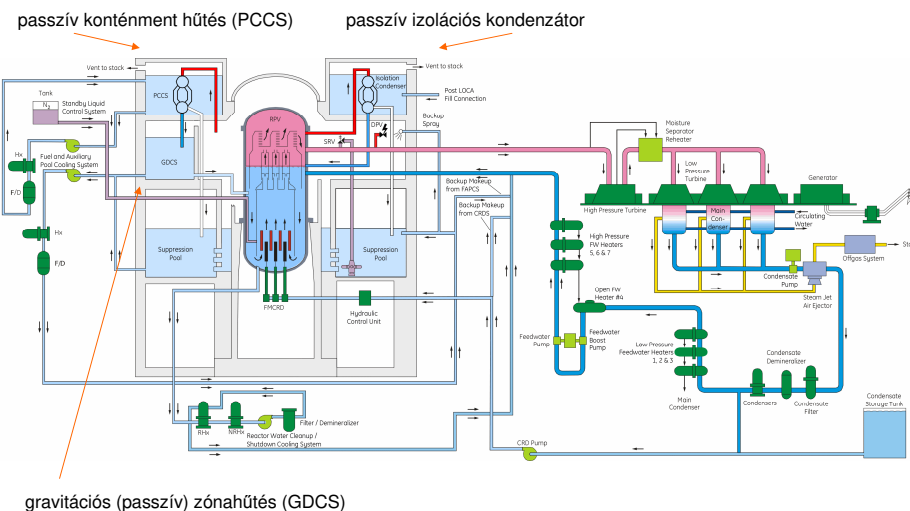 passzív konténment hűtés (PCCS)
passzív izolációs kondenzátor
Vent to stack
Vent to stack
Isolation
Condenser
PCCS
Post LOCA
Fill Connection
Tank
N2
Standby Liquid
Control System
RPV
DPV
SRV
Backup
Spray
Moisture
Separator
Reheater
Hx
Fuel and Auxiliary
Pool Cooling System
GDCS
Low
Pressure
Turbine
Generator
F/D
High Pressure Turbine
Backup Makeup
from FAPCS
Backup Makeup
from CRDS
Main
Con-
denser
Circulating
Water
Hx
F/D
Suppression
Pool
Suppression
Pool
High Pressure
FW Heaters
5, 6 & 7
Offgas System
Condensate
Pump
Steam Jet
Air Ejector
Open FW
Heater #4
FMCRD
Hydraulic
Control Unit
Feedwater
Pump
Feedwater
Boost
Pump
Low Pressure
Feedwater Heaters
1, 2 & 3
Condensate
Demineralizer
Main
Condenser
Condensers
Condensate
Filter
Condensate
Storage Tank
RHx
NRHx
Filter / Demineralizer
Reactor Water Cleanup /
Shutdown Cooling System
CRD Pump
gravitációs (passzív) zónahűtés (GDCS)